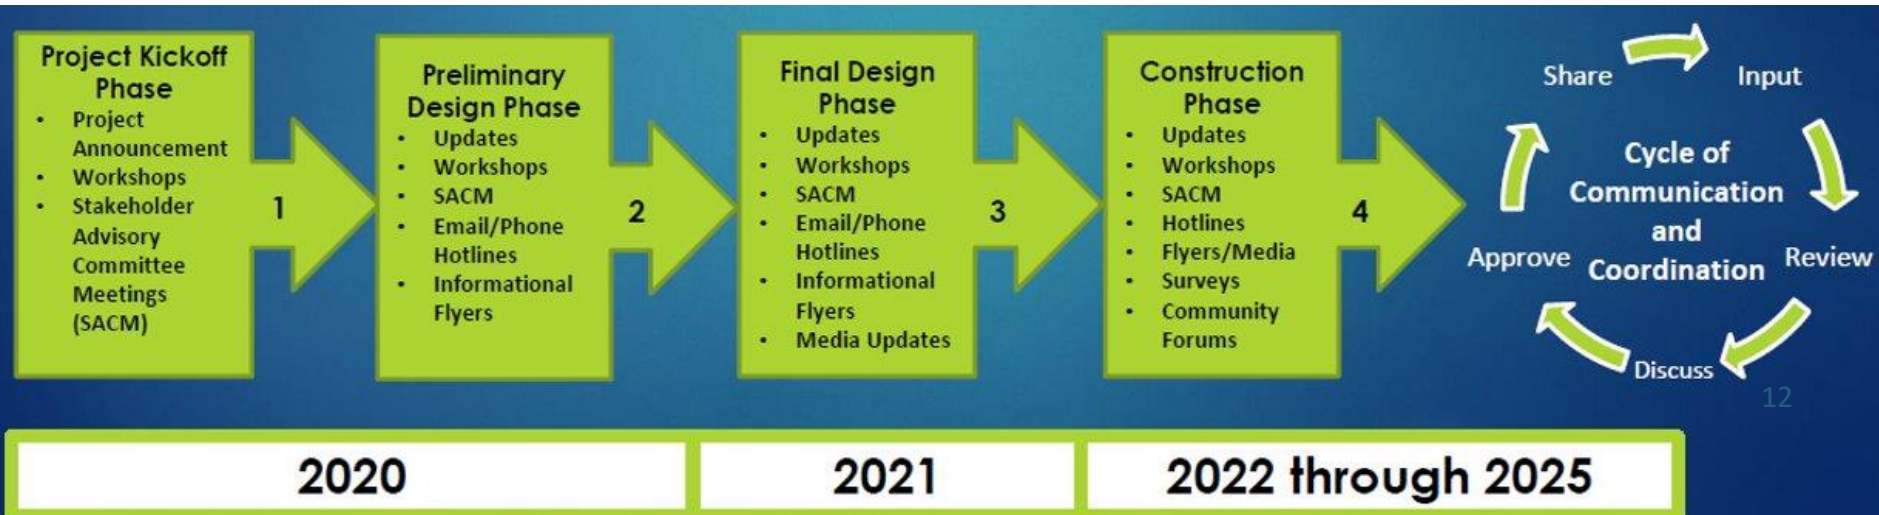 Project Kickoff
Phase
• Project
Announcement
• Workshops
• Stakeholder
Advisory
Committee
Meetings
(SACM)
1
Preliminary
Design Phase
• Updates
• Workshops
• SACM
• Email/Phone
Hotlines
• Informational
Flyers
2
Final Design
Phase
• Updates
• Workshops
• SACM
• Email/Phone
Hotlines
• Informational
Flyers
• Media Updates
3
Construction
Phase
• Updates
• Workshops
• SACM
• Hotlines
• Flyers/Media
• Surveys
• Community
Forums
4
Share
Input
Review
Discuss
Approve
Cycle of
Communication
and
Coordination
12
2020
2021
2022 through 2025